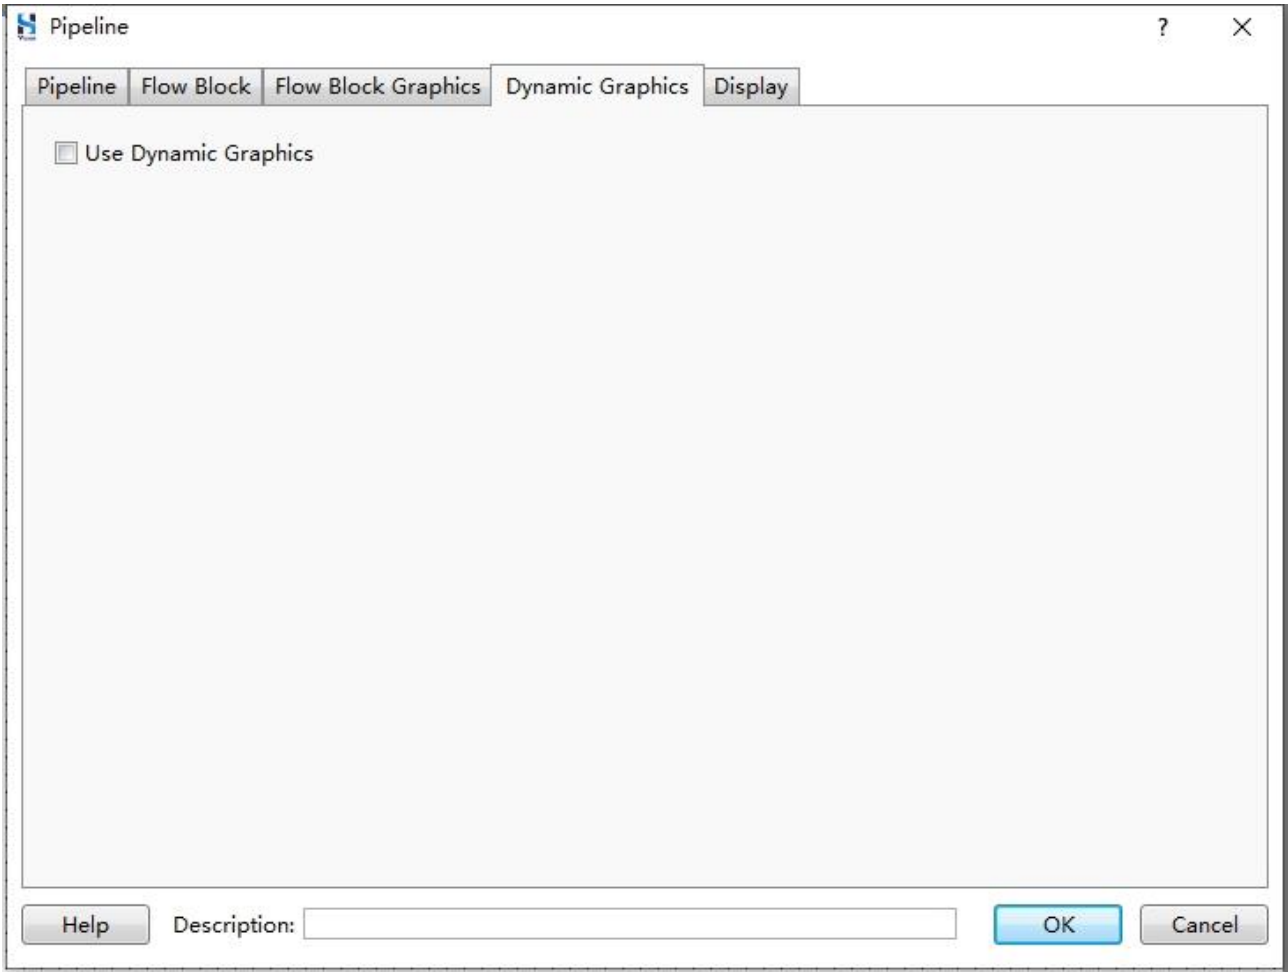 Pipeline ?
Pipeline Flow Block Flow Block Graphics Dynamic Graphics Display
Use Dynamic Graphics
Help Description: OK Cancel